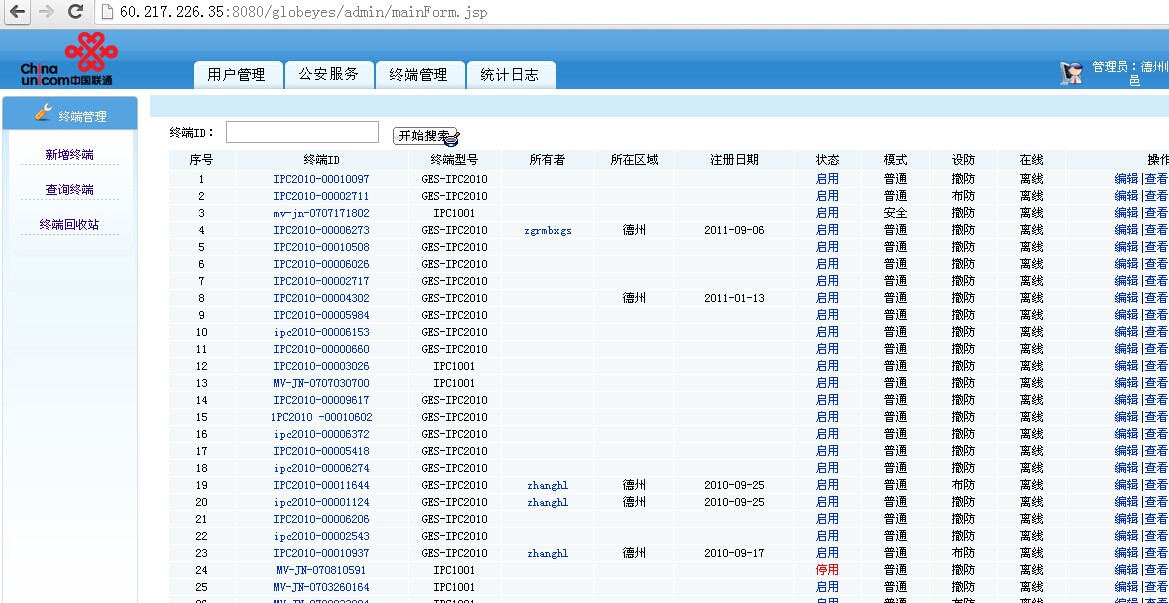 60.217.226.35:8080/globeyes/admin/mainForm.jsp
China unicom中国联通
用户管理 公安服务 终端管理 统计日志
管理员：德州临邑
终端管理
新增终端
查询终端
终端回收站
终端ID： 开始搜索
序号 终端ID 终端型号 所有者 所在区域 注册日期 状态 模式 设防 在线 操作
1 IPC2010-00010097 GES-IPC2010 启用 普通 撤防 离线 编辑|查看
2 IPC2010-00002711 GES-IPC2010 启用 普通 布防 离线 编辑|查看
3 mv-jn-0707171802 IPC1001 启用 安全 撤防 离线 编辑|查看
4 IPC2010-00006273 GES-IPC2010 zgrmbxgs 德州 2011-09-06 启用 普通 撤防 离线 编辑|查看
5 IPC2010-00010508 GES-IPC2010 启用 普通 撤防 离线 编辑|查看
6 IPC2010-00006026 GES-IPC2010 启用 普通 撤防 离线 编辑|查看
7 IPC2010-00002717 GES-IPC2010 启用 普通 撤防 离线 编辑|查看
8 IPC2010-00004302 GES-IPC2010 德州 2011-01-13 启用 普通 撤防 离线 编辑|查看
9 IPC2010-00005984 GES-IPC2010 启用 普通 撤防 离线 编辑|查看
10 ipc2010-00006153 GES-IPC2010 启用 普通 撤防 离线 编辑|查看
11 IPC2010-00000660 GES-IPC2010 启用 普通 撤防 离线 编辑|查看
12 IPC2010-00003026 IPC1001 启用 普通 撤防 离线 编辑|查看
13 MV-JN-0707030700 IPC1001 启用 普通 撤防 离线 编辑|查看
14 IPC2010-00009617 GES-IPC2010 启用 普通 撤防 离线 编辑|查看
15 1PC2010 -00010602 GES-IPC2010 启用 普通 撤防 离线 编辑|查看
16 ipc2010-00006372 GES-IPC2010 启用 普通 撤防 离线 编辑|查看
17 IPC2010-00005418 GES-IPC2010 启用 普通 撤防 离线 编辑|查看
18 ipc2010-00006274 GES-IPC2010 启用 普通 撤防 离线 编辑|查看
19 IPC2010-00011644 GES-IPC2010 zhanghl 德州 2010-09-25 启用 普通 布防 离线 编辑|查看
20 ipc2010-00001124 GES-IPC2010 zhanghl 德州 2010-09-25 启用 普通 撤防 离线 编辑|查看
21 IPC2010-00006206 GES-IPC2010 启用 普通 撤防 离线 编辑|查看
22 ipc2010-00002543 GES-IPC2010 启用 普通 撤防 离线 编辑|查看
23 IPC2010-00010937 GES-IPC2010 zhanghl 德州 2010-09-17 启用 普通 布防 离线 编辑|查看
24 MV-JN-070810591 IPC1001 停用 普通 撤防 离线 编辑|查看
25 MV-JN-0703260164 IPC1001 启用 普通 撤防 离线 编辑|查看